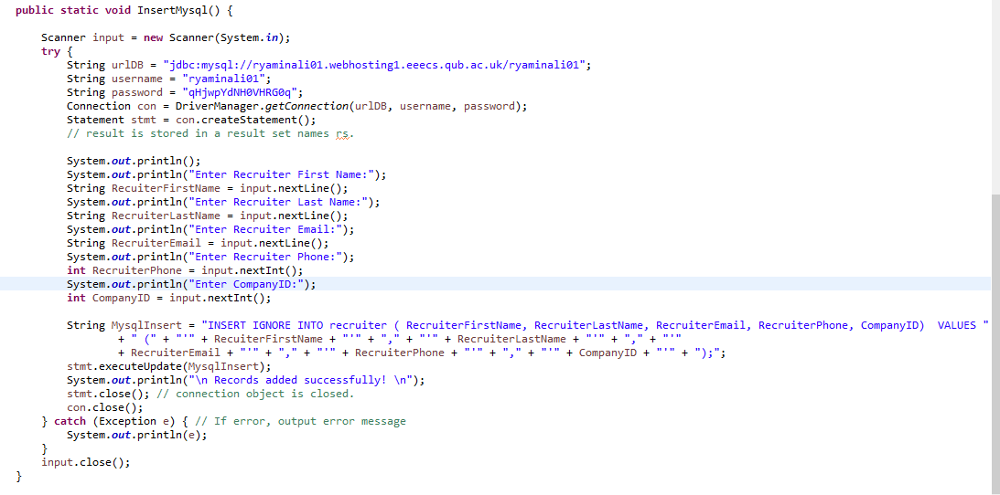 public static void InsertMysql() {
Scanner input = new Scanner(System.in);
try {
String urlDB = "jdbc:mysql://ryaminali01.webhosting1.eeecs.qub.ac.uk/ryaminali01";
String username = "ryaminali01";
String password = "qHjwpYdNH0VHRG0q";
Connection con = DriverManager.getConnection(urlDB, username, password);
Statement stmt = con.createStatement();
// result is stored in a result set names rs.
System.out.println();
System.out.println("Enter Recruiter First Name:");
String RecuiterFirstName = input.nextLine();
System.out.println("Enter Recruiter Last Name:");
String RecruiterLastName = input.nextLine();
System.out.println("Enter Recruiter Email:");
String RecruiterEmail = input.nextLine();
System.out.println("Enter Recruiter Phone:");
int RecruiterPhone = input.nextInt();
System.out.println("Enter CompanyID:");
int CompanyID = input.nextInt();
String MysqlInsert = "INSERT IGNORE INTO recruiter ( RecruiterFirstName, RecruiterLastName, RecruiterEmail, RecruiterPhone, CompanyID)  VALUES "
+ " (" + "'" + RecuiterFirstName + "'" + "," + "'" + RecruiterLastName + "'" + "," + "'"
+ RecruiterEmail + "'" + "," + "'" + RecruiterPhone + "'" + "," + "'" + CompanyID + "'" + ");";
stmt.executeUpdate(MysqlInsert);
System.out.println("\n Records added successfully! \n");
stmt.close(); // connection object is closed.
con.close();
} catch (Exception e) { // If error, output error message
System.out.println(e);
}
input.close();
}